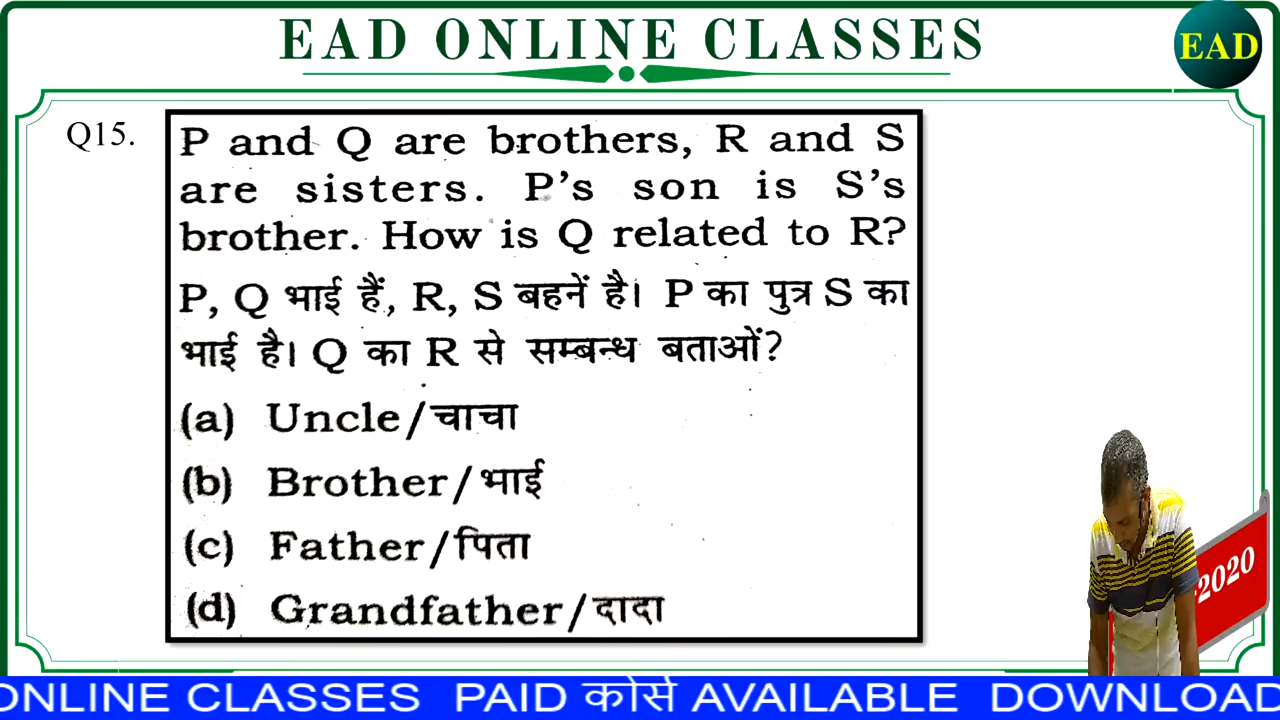 EAD ONLINE CLASSES
EAD
Q15.
P and Q are brothers, R and S
are sisters. P's son is S's
brother. How is Q related to R?
P, Q भाई हैं, R, S बहनें है। P का पुत्र S का
भाई है। Q का R से सम्बन्ध बताओं?
(a) Uncle/चाचा
(b) Brother/भाई
(c) Father/पिता
(d) Grandfather/दादा
2020
ONLINE CLASSES PAID कोर्स AVAILABLE DOWNLOAD